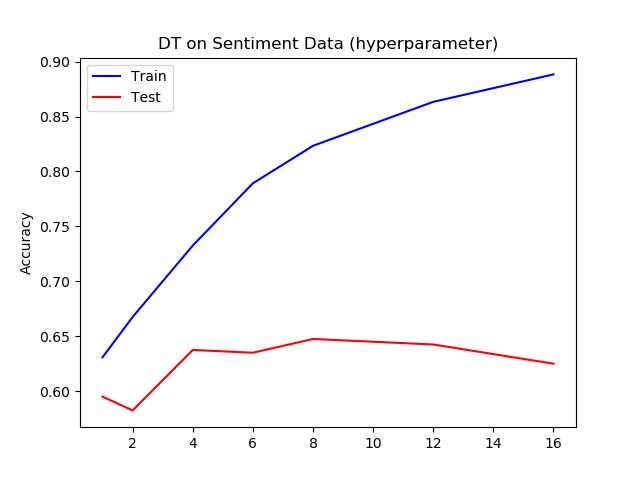 DT on Sentiment Data (hyperparameter)
Train
Test
Accuracy
0.90
0.85
0.80
0.75
0.70
0.65
0.60
2 4 6 8 10 12 14 16